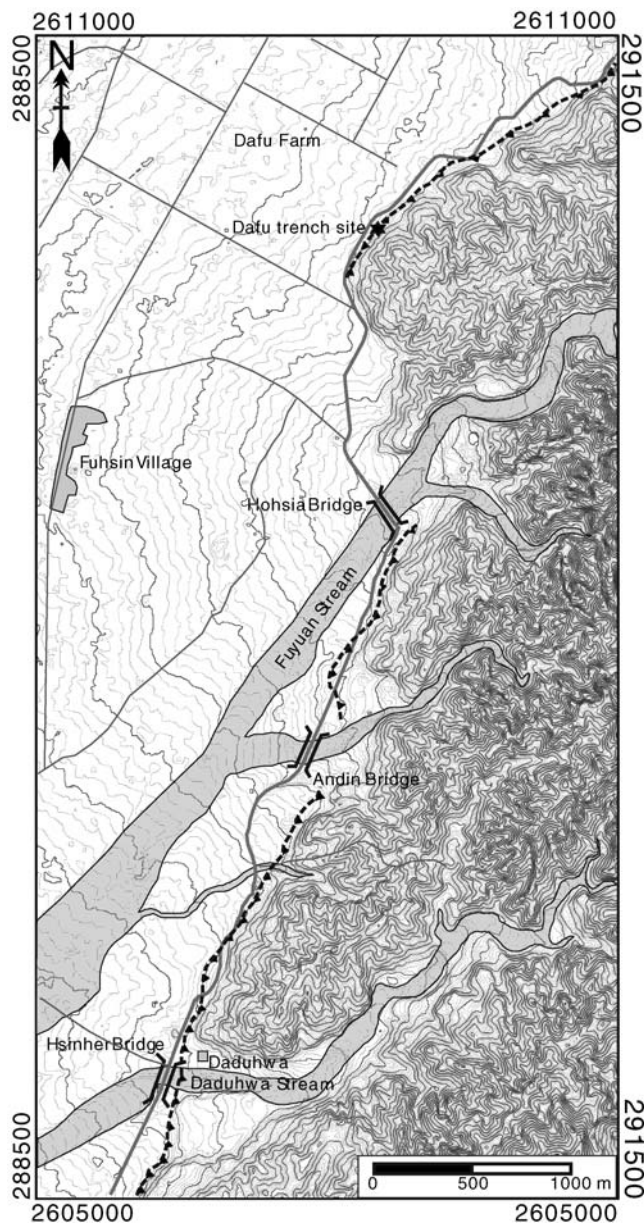 2611000
2611000
288500
291500
N
Dafu Farm
Dafu trench site
Fuhsin Village
Hohsia Bridge
Fuyuan Stream
Andin Bridge
Hsinher Bridge
Daduhwa
Daduhwa Stream
0
500
1000 m
288500
291500
2605000
2605000